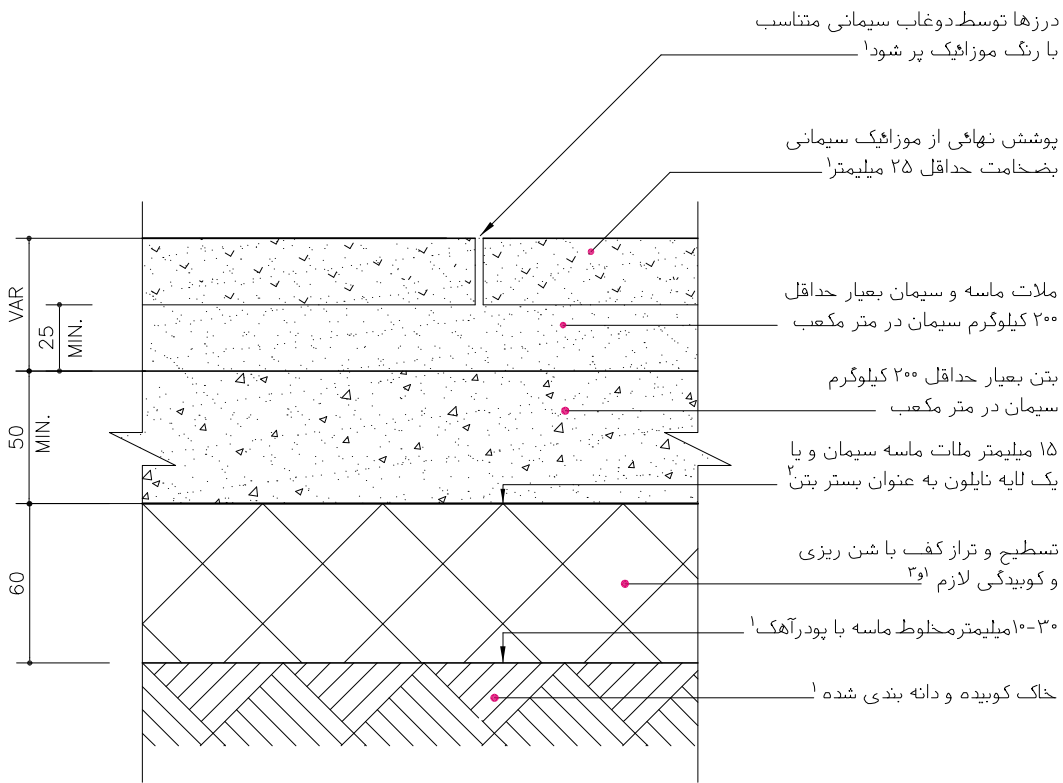 درزها توسط دوغاب سیمانی متناسب
با رنگ موزائیک پر شود۱
پوشش نهائی از موزائیک سیمانی
بضخامت حداقل ۲۵ میلیمتر۱
ملات ماسه و سیمان بعیار حداقل
۲۰۰ کیلوگرم سیمان در متر مکعب
بتن بعیار حداقل ۲۰۰ کیلوگرم
سیمان در متر مکعب
۱۵ میلیمتر ملات ماسه سیمان و یا
یک لایه نایلون به عنوان بستر بتن۲
تسطیح و تراز کف با شن ریزی
و کوبیدگی لازم ۱و۳
۱۰-۳۰میلیمترمخلوط ماسه با پودرآهک۱
خاک کوبیده و دانه بندی شده ۱
VAR
25
MIN.
50
MIN.
60